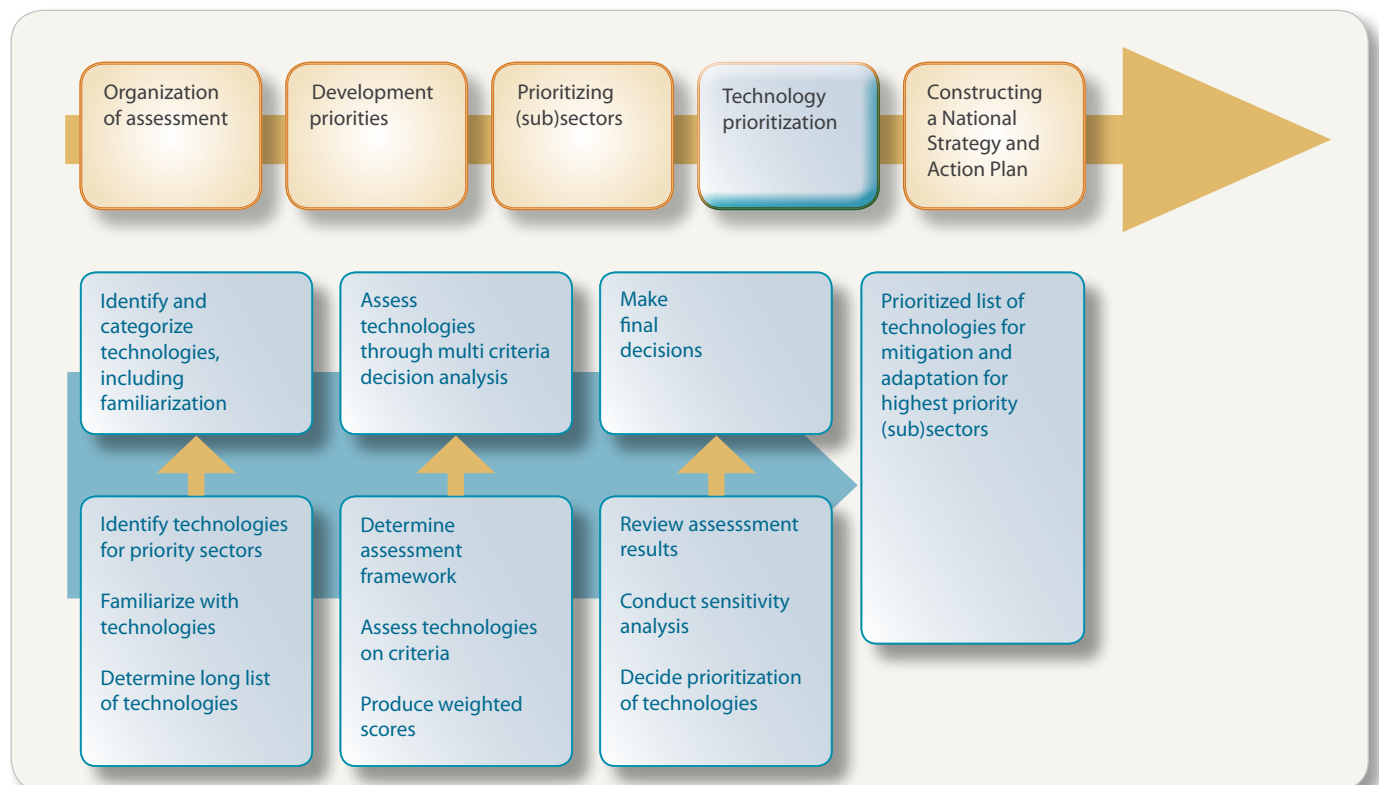 Organization
of assessment
Development
priorities
Prioritizing
(sub)sectors
Technology
prioritization
Constructing
a National
Strategy and
Action Plan
Identify and
categorize
technologies,
including
familiarization
Assess
technologies
through multi criteria
decision analysis
Make
final
decisions
Prioritized list of
technologies for
mitigation and
adaptation for
highest priority
(sub)sectors
Identify technologies
for priority sectors
Familiarize with
technologies
Determine long list
of technologies
Determine
assessment
framework
Assess technologies
on criteria
Produce weighted
scores
Review assesssment
results
Conduct sensitivity
analysis
Decide prioritization
of technologies